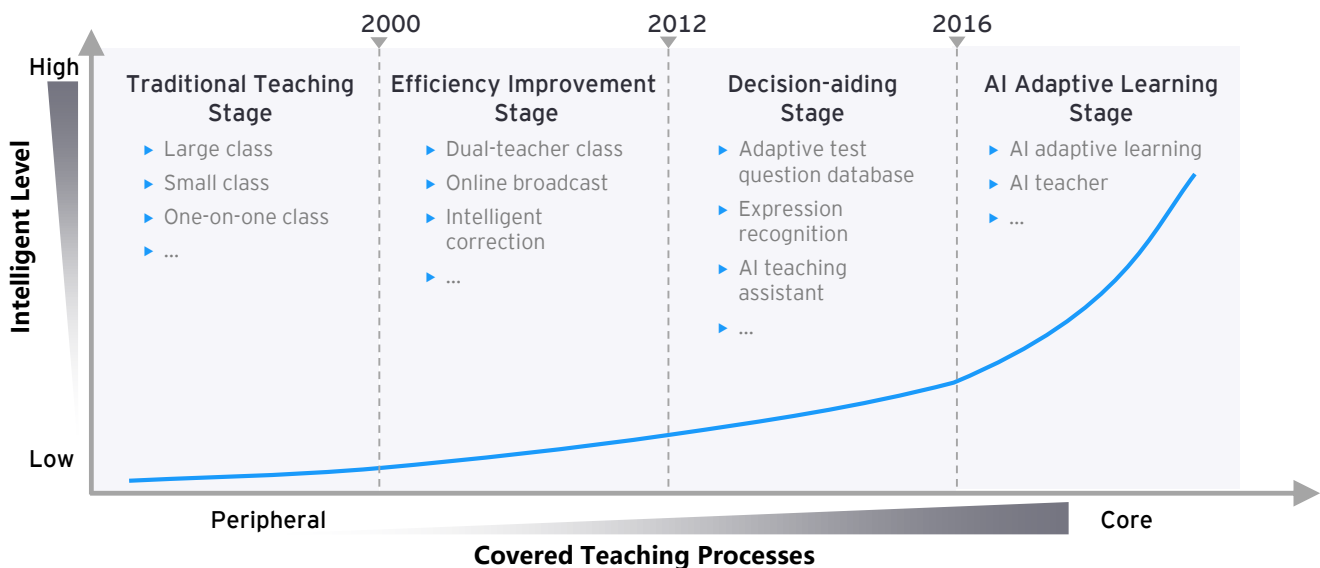 2000
2012
2016
High
Intelligent Level
Low
Traditional Teaching
Stage
Large class
Small class
One-on-one class
...
Efficiency Improvement
Stage
Dual-teacher class
Online broadcast
Intelligent
correction
...
Decision-aiding
Stage
Adaptive test
question database
Expression
recognition
AI teaching
assistant
...
AI Adaptive Learning
Stage
AI adaptive learning
AI teacher
...
Peripheral
Core
Covered Teaching Processes